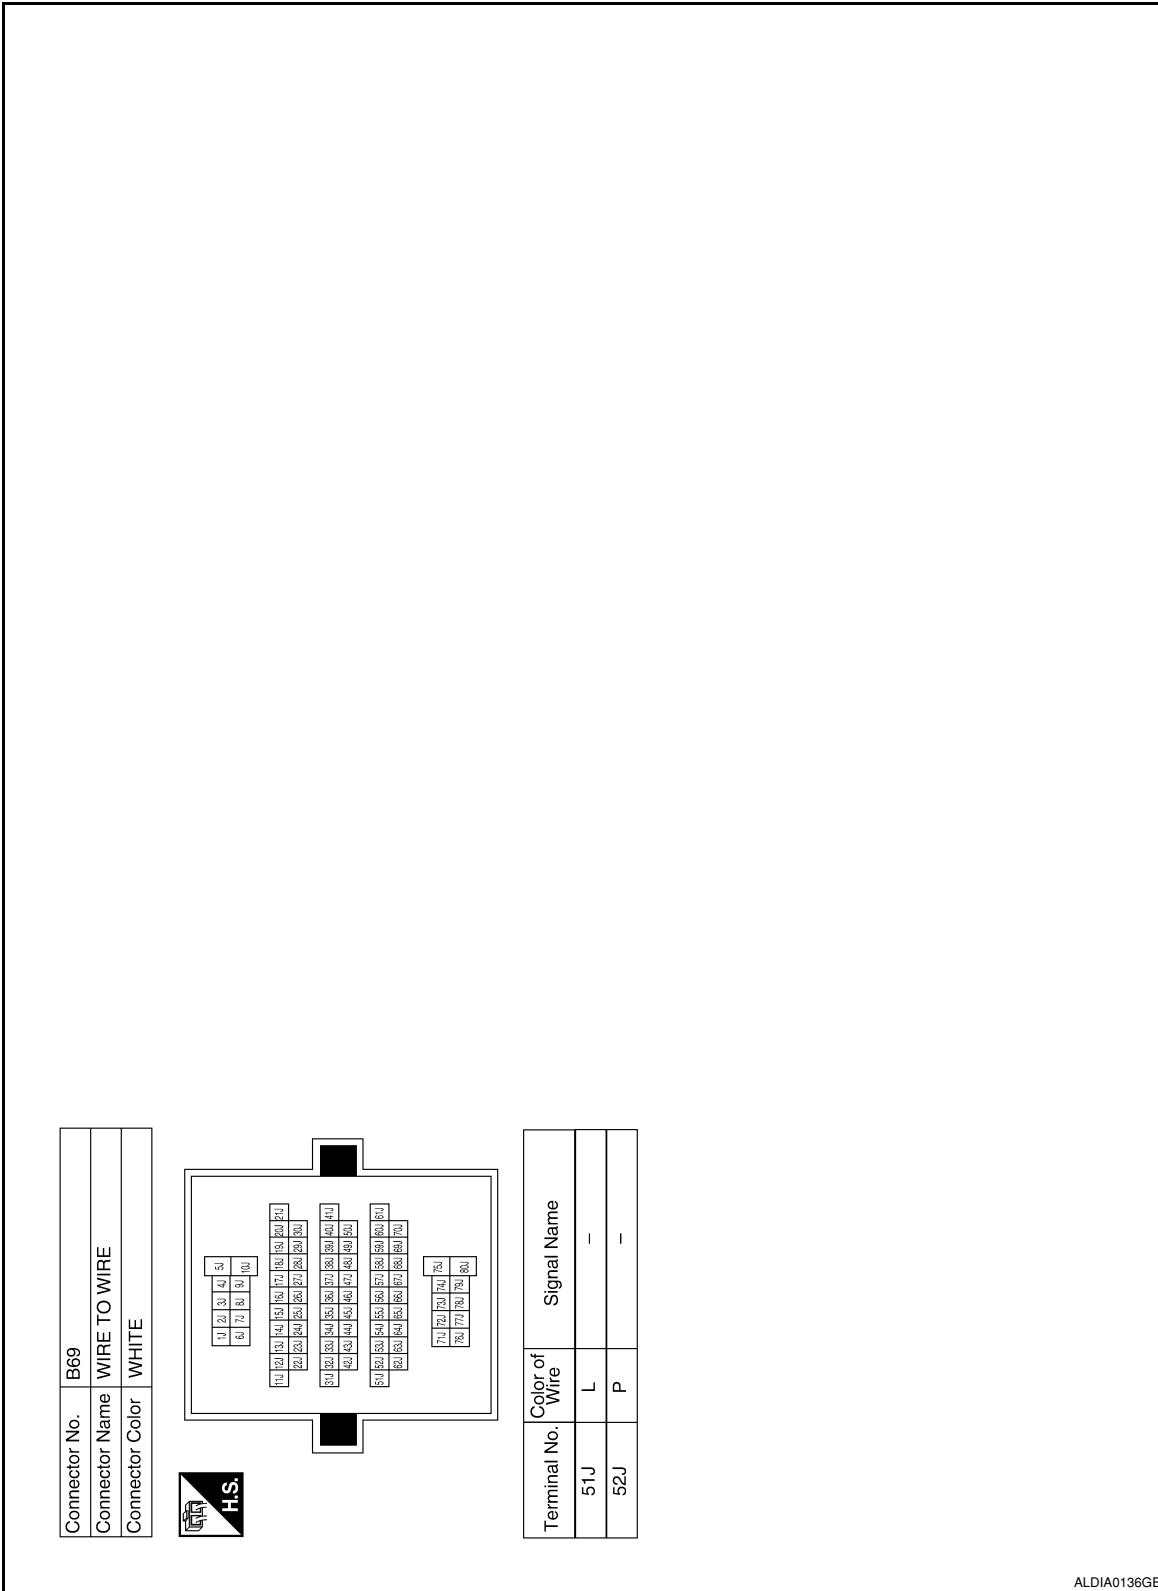 Connector No. B69
Connector Name WIRE TO WIRE
Connector Color WHITE
H.S.
1J 2J 3J 4J 5J
6J 7J 8J 9J 10J
11J 12J 13J 14J 15J 16J 17J 18J 19J 20J 21J
22J 23J 24J 25J 26J 27J 28J 29J 30J
31J 32J 33J 34J 35J 36J 37J 38J 39J 40J 41J
42J 43J 44J 45J 46J 47J 48J 49J 50J
51J 52J 53J 54J 55J 56J 57J 58J 59J 60J 61J
62J 63J 64J 65J 66J 67J 68J 69J 70J
71J 72J 73J 74J 75J
76J 77J 78J 79J 80J
Terminal No. Color of Wire Signal Name
51J L –
52J P –
ALDIA0136GE